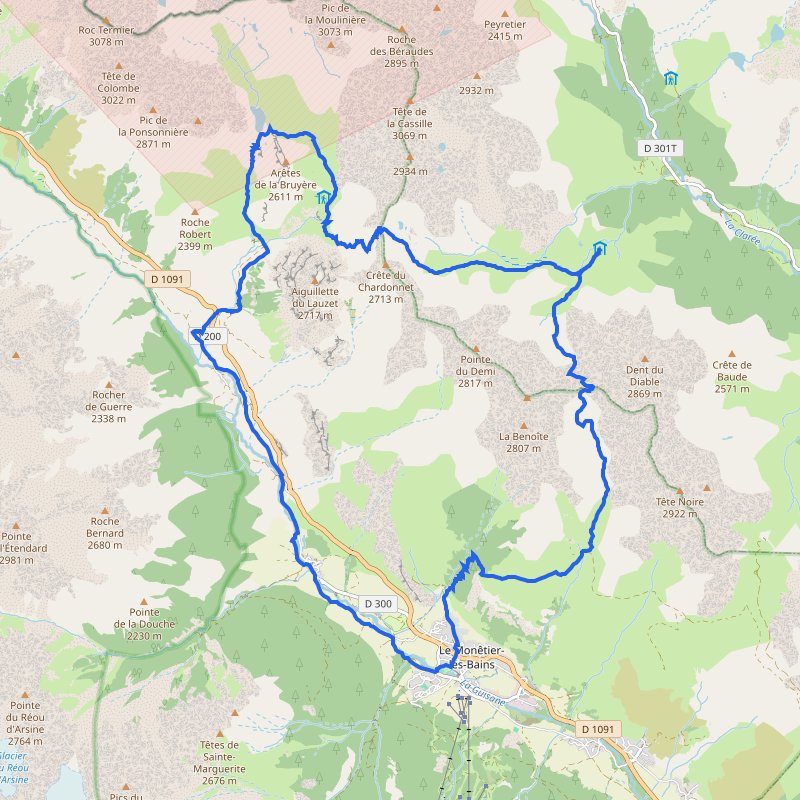 Pic de
la Moulinière
3073 m
Roc Termier
3078 m
Peyretier
2415 m
Roche
des Béraudes
2895 m
Tête de
Colombe
3022 m
2932 m
Pic de
la Ponsonnière
2871 m
Tête de
la Cassille
3069 m
D 301T
2934 m
Arêtes
de la Bruyère
2611 m
Roche
Robert
2399 m
La Clarée
D 1091
Crête du
Chardonnet
2713 m
Aiguillette
du Lauzet
2717 m
200
Pointe
du Demi
2817 m
Dent du
Diable
2869 m
Crête de
Baude
2571 m
Rocher
de Guerre
2338 m
La Benoîte
2807 m
Tête Noire
2922 m
Roche
Bernard
2680 m
Pointe
l'Étendard
2981 m
Pointe
de la Douche
2230 m
D 300
Le Monêtier-
les-Bains
La Guisane
Pointe
du Réou
d'Arsine
2764 m
D 1091
Têtes de
Sainte-
Marguerite
2676 m
Glacier
du Réou
d'Arsine
Pics du